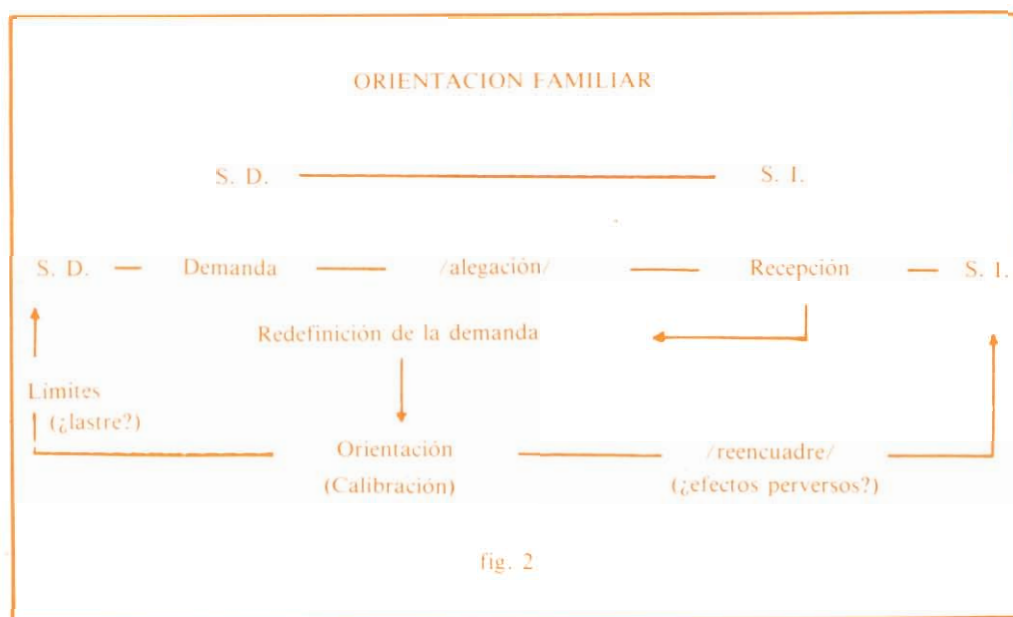 ORIENTACION FAMILIAR
S. D. S. I.
S. D. Demanda /alegación/ Recepción S. I.
Redefinición de la demanda
Limites
(¿lastre?)
Orientación /reencuadre/
(Calibración) (¿efectos perversos?)
fig. 2